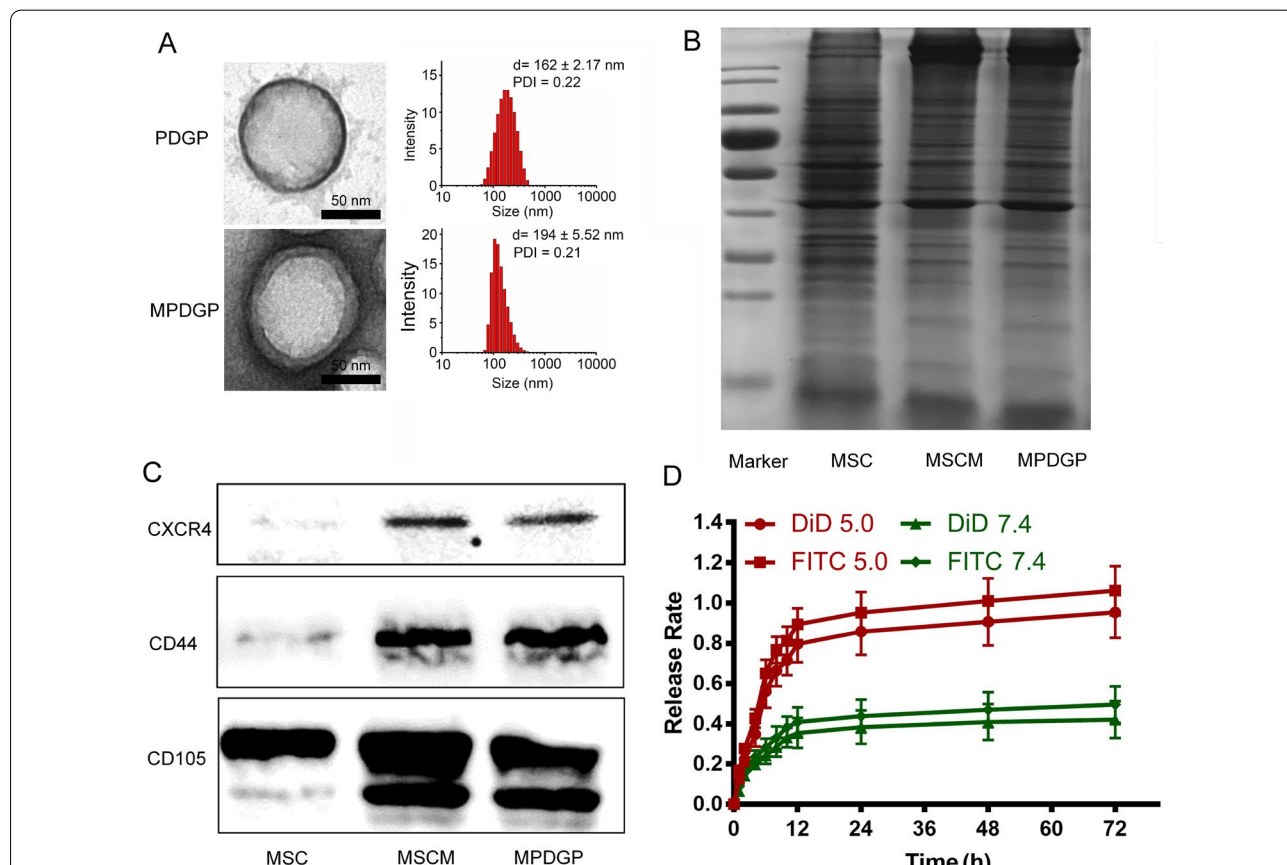 A
PDGP
50 nm
d= 162 ± 2.17 nm
PDI = 0.22
Intensity
15
10
5
0
10 100 1000 10000
Size (nm)
MPDGP
50 nm
d= 194 ± 5.52 nm
PDI = 0.21
Intensity
20
15
10
5
0
10 100 1000 10000
Size (nm)
B
Marker MSC MSCM MPDGP
C
CXCR4
CD44
CD105
MSC MSCM MPDGP
D
DiD 5.0 DiD 7.4
FITC 5.0 FITC 7.4
Release Rate
1.4
1.2
1.0
0.8
0.6
0.4
0.2
0.0
0 12 24 36 48 60 72
Time (h)